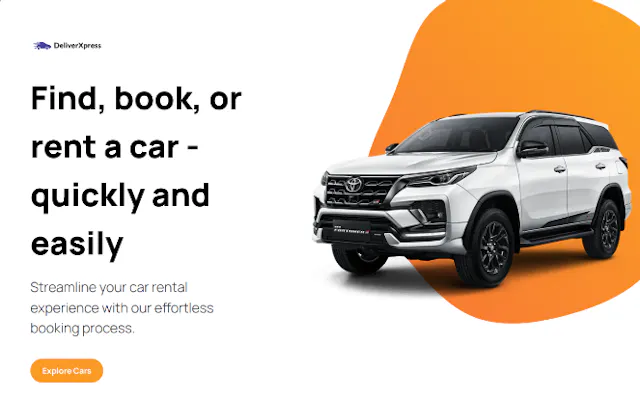 DeliverXpress
Find, book, or
rent a car -
quickly and
easily
Streamline your car rental
experience with our effortless
booking process.
Explore Cars
FORTUNER